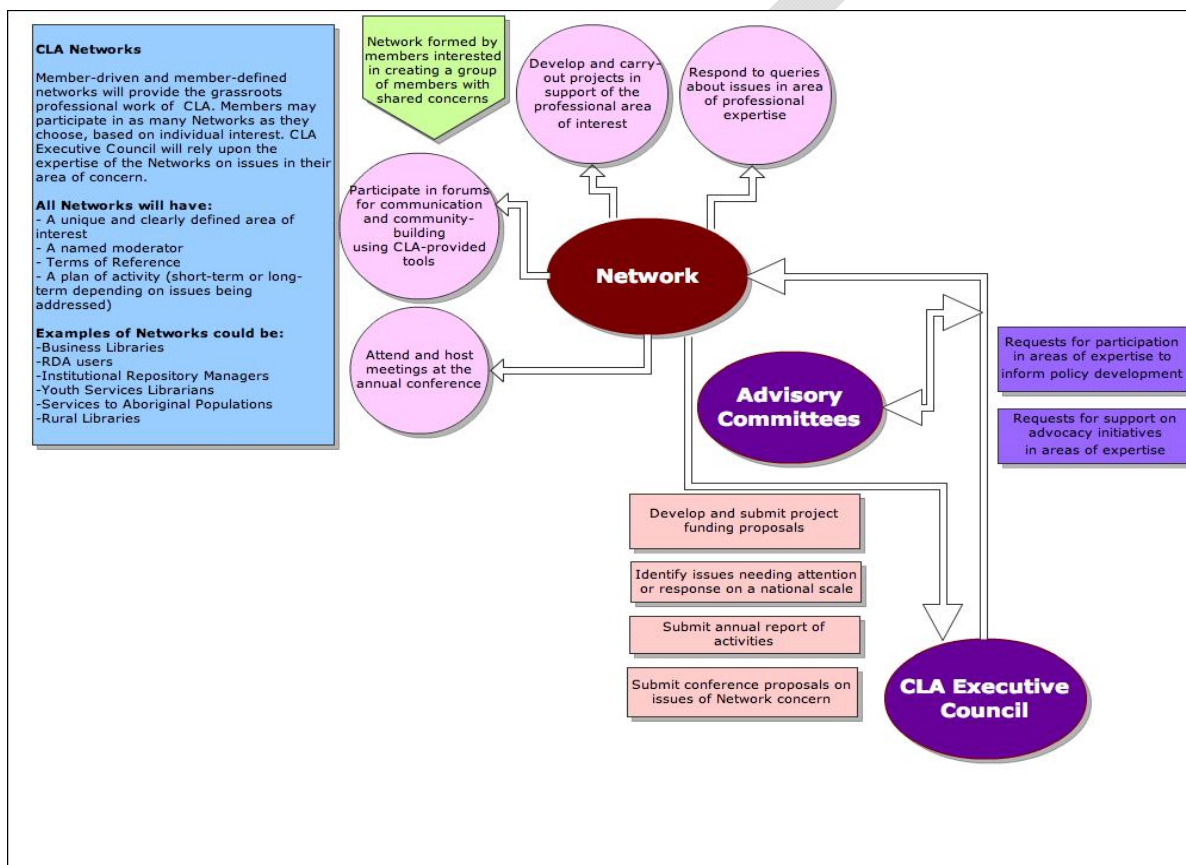 CLA Networks
Member-driven and member-defined
networks will provide the grassroots
professional work of CLA. Members may
participate in as many Networks as they
choose, based on individual interest. CLA
Executive Council will rely upon the
expertise of the Networks on issues in their
area of concern.
All Networks will have:
- A unique and clearly defined area of
interest
- A named moderator
- Terms of Reference
- A plan of activity (short-term or long-
term depending on issues being
addressed)
Examples of Networks could be:
-Business Libraries
-RDA users
-Institutional Repository Managers
-Youth Services Librarians
-Services to Aboriginal Populations
-Rural Libraries
Network formed by
members interested
in creating a group
of members with
shared concerns
Develop and carry-
out projects in
support of the
professional area
of interest
Respond to queries
about issues in area
of professional
expertise
Participate in forums
for communication
and community-
building
using CLA-provided
tools
Attend and host
meetings at the
annual conference
Network
Advisory
Committees
Requests for participation
in areas of expertise to
inform policy development
Requests for support on
advocacy initiatives
in areas of expertise
Develop and submit project
funding proposals
Identify issues needing attention
or response on a national scale
Submit annual report of
activities
Submit conference proposals on
issues of Network concern
CLA Executive
Council